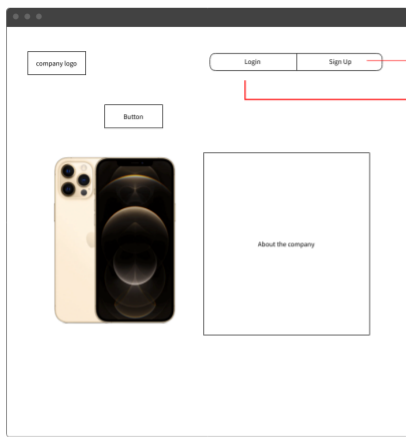 company logo
Login
Sign Up
Button
About the company